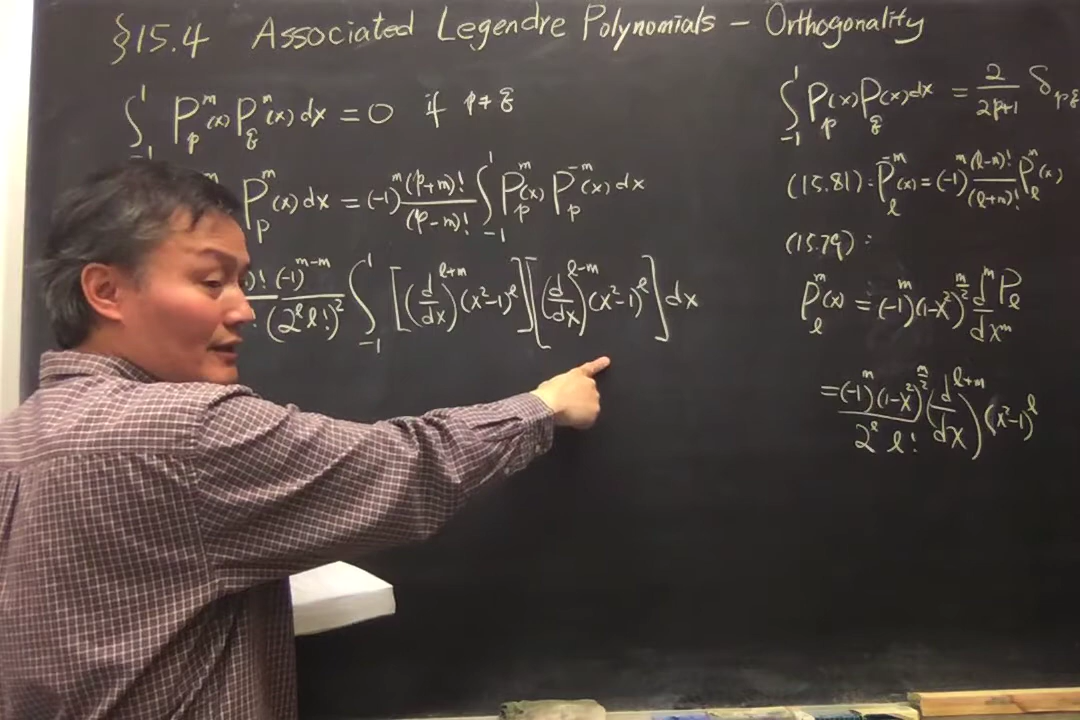 §15.4 Associated Legendre Polynomials – Orthogonality
∫_{-1}^{1} P_p^m(x) P_q^m(x) dx = 0 if p ≠ q
^m P_p^m(x) dx = (-1)^m (p+m)!/(p-m)! ∫_{-1}^{1} P_p^m(x) P_p^{-m}(x) dx
)! (-1)^{m-m}/(2^l l!)^2 ∫_{-1}^{1} [(d/dx)^{l+m} (x²-1)^l][(d/dx)^{l-m} (x²-1)^l] dx
∫_{-1}^{1} P_p(x) P_q(x) dx = 2/(2p+1) δ_{pq}
(15.81): P_l^{-m}(x) = (-1)^m (l-m)!/(l+m)! P_l^m(x)
(15.79):
P_l^m(x) = (-1)^m (1-x²)^{m/2} d^m P_l/dx^m
= (-1)^m (1-x²)^{m/2}/(2^l l!) (d/dx)^{l+m} (x²-1)^l